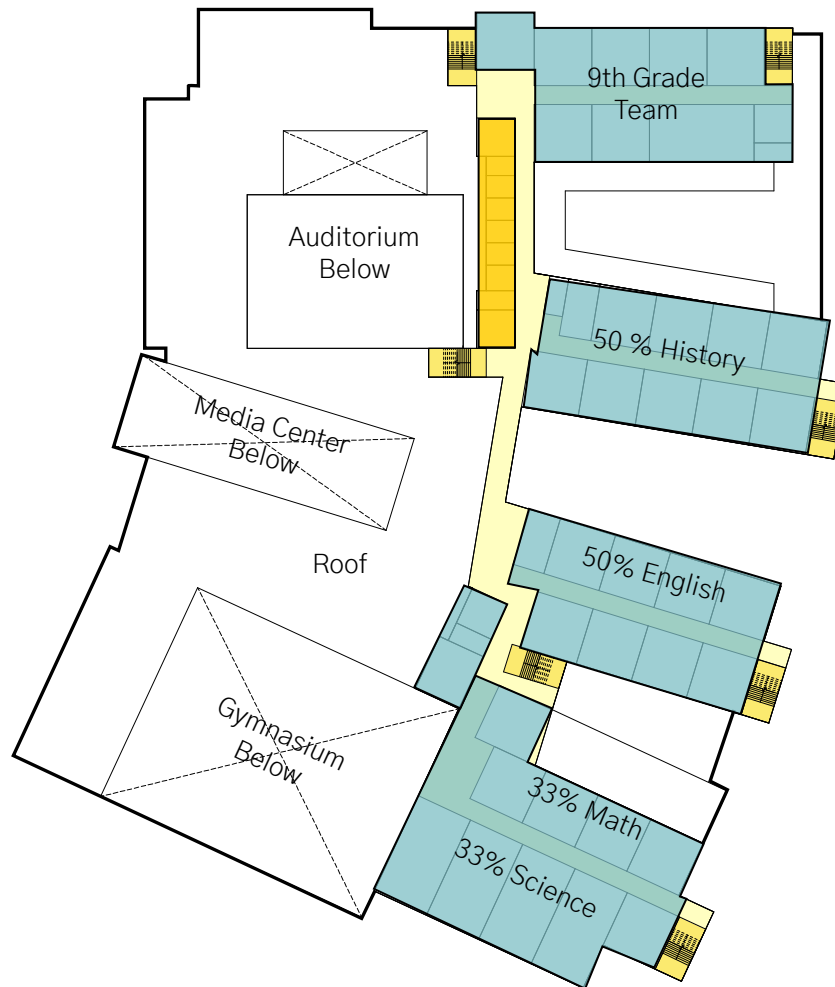 9th Grade
Team
Auditorium
Below
50 % History
Media Center
Below
Roof
50% English
Gymnasium
Below
33% Math
33% Science